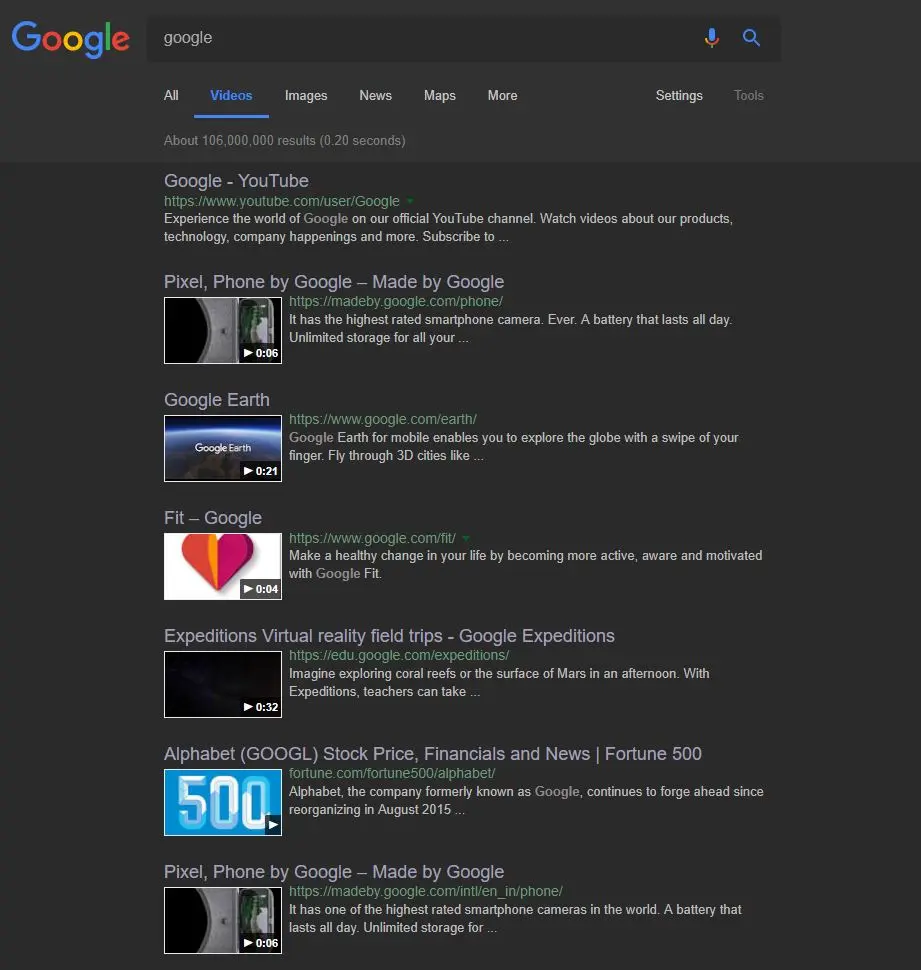 Google
google
All Videos Images News Maps More Settings Tools
About 106,000,000 results (0.20 seconds)
Google - YouTube
https://www.youtube.com/user/Google
Experience the world of Google on our official YouTube channel. Watch videos about our products,
technology, company happenings and more. Subscribe to ...
Pixel, Phone by Google – Made by Google
https://madeby.google.com/phone/
It has the highest rated smartphone camera. Ever. A battery that lasts all day.
Unlimited storage for all your ...
0:06
Google Earth
https://www.google.com/earth/
Google Earth for mobile enables you to explore the globe with a swipe of your
Google Earth
finger. Fly through 3D cities like ...
0:21
Fit – Google
https://www.google.com/fit/
Make a healthy change in your life by becoming more active, aware and motivated
with Google Fit.
0:04
Expeditions Virtual reality field trips - Google Expeditions
https://edu.google.com/expeditions/
Imagine exploring coral reefs or the surface of Mars in an afternoon. With
Expeditions, teachers can take ...
0:32
Alphabet (GOOGL) Stock Price, Financials and News | Fortune 500
fortune.com/fortune500/alphabet/
Alphabet, the company formerly known as Google, continues to forge ahead since
500
reorganizing in August 2015 ...
Pixel, Phone by Google – Made by Google
https://madeby.google.com/intl/en_in/phone/
It has one of the highest rated smartphone cameras in the world. A battery that
lasts all day. Unlimited storage for ...
0:06